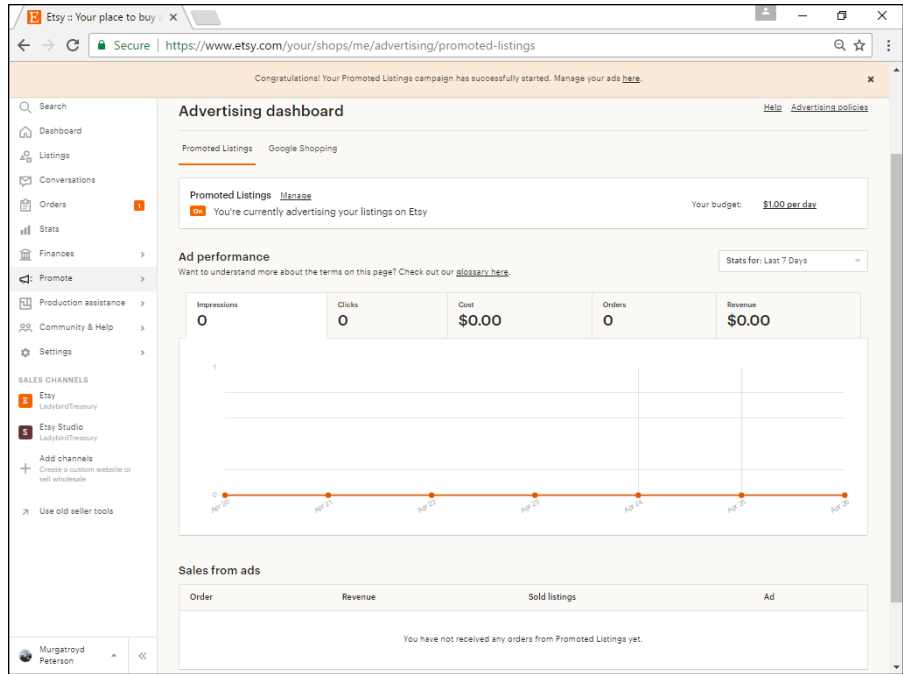 Etsy :: Your place to buy a
Secure
https://www.etsy.com/your/shops/me/advertising/promoted-listings
Congratulations! Your Promoted Listings campaign has successfully started. Manage your ads here.
Search
Dashboard
Listings
Conversations
Orders 1
Stats
Finances
Promote
Production assistance
Community & Help
Settings
SALES CHANNELS
E Etsy
LadybirdTreasury
S Etsy Studio
LadybirdTreasury
Add channels
Create a custom website or
sell wholesale
Use old seller tools
Murgatroyd
Peterson
Advertising dashboard
Help Advertising policies
Promoted Listings Google Shopping
Promoted Listings Manage
On You're currently advertising your listings on Etsy
Your budget: $1.00 per day
Ad performance
Want to understand more about the terms on this page? Check out our glossary here.
Stats for: Last 7 Days
Impressions Clicks Cost Orders Revenue
0 0 $0.00 0 $0.00
1
0
Apr 20 Apr 21 Apr 22 Apr 23 Apr 24 Apr 25 Apr 26
Sales from ads
Order Revenue Sold listings Ad
You have not received any orders from Promoted Listings yet.